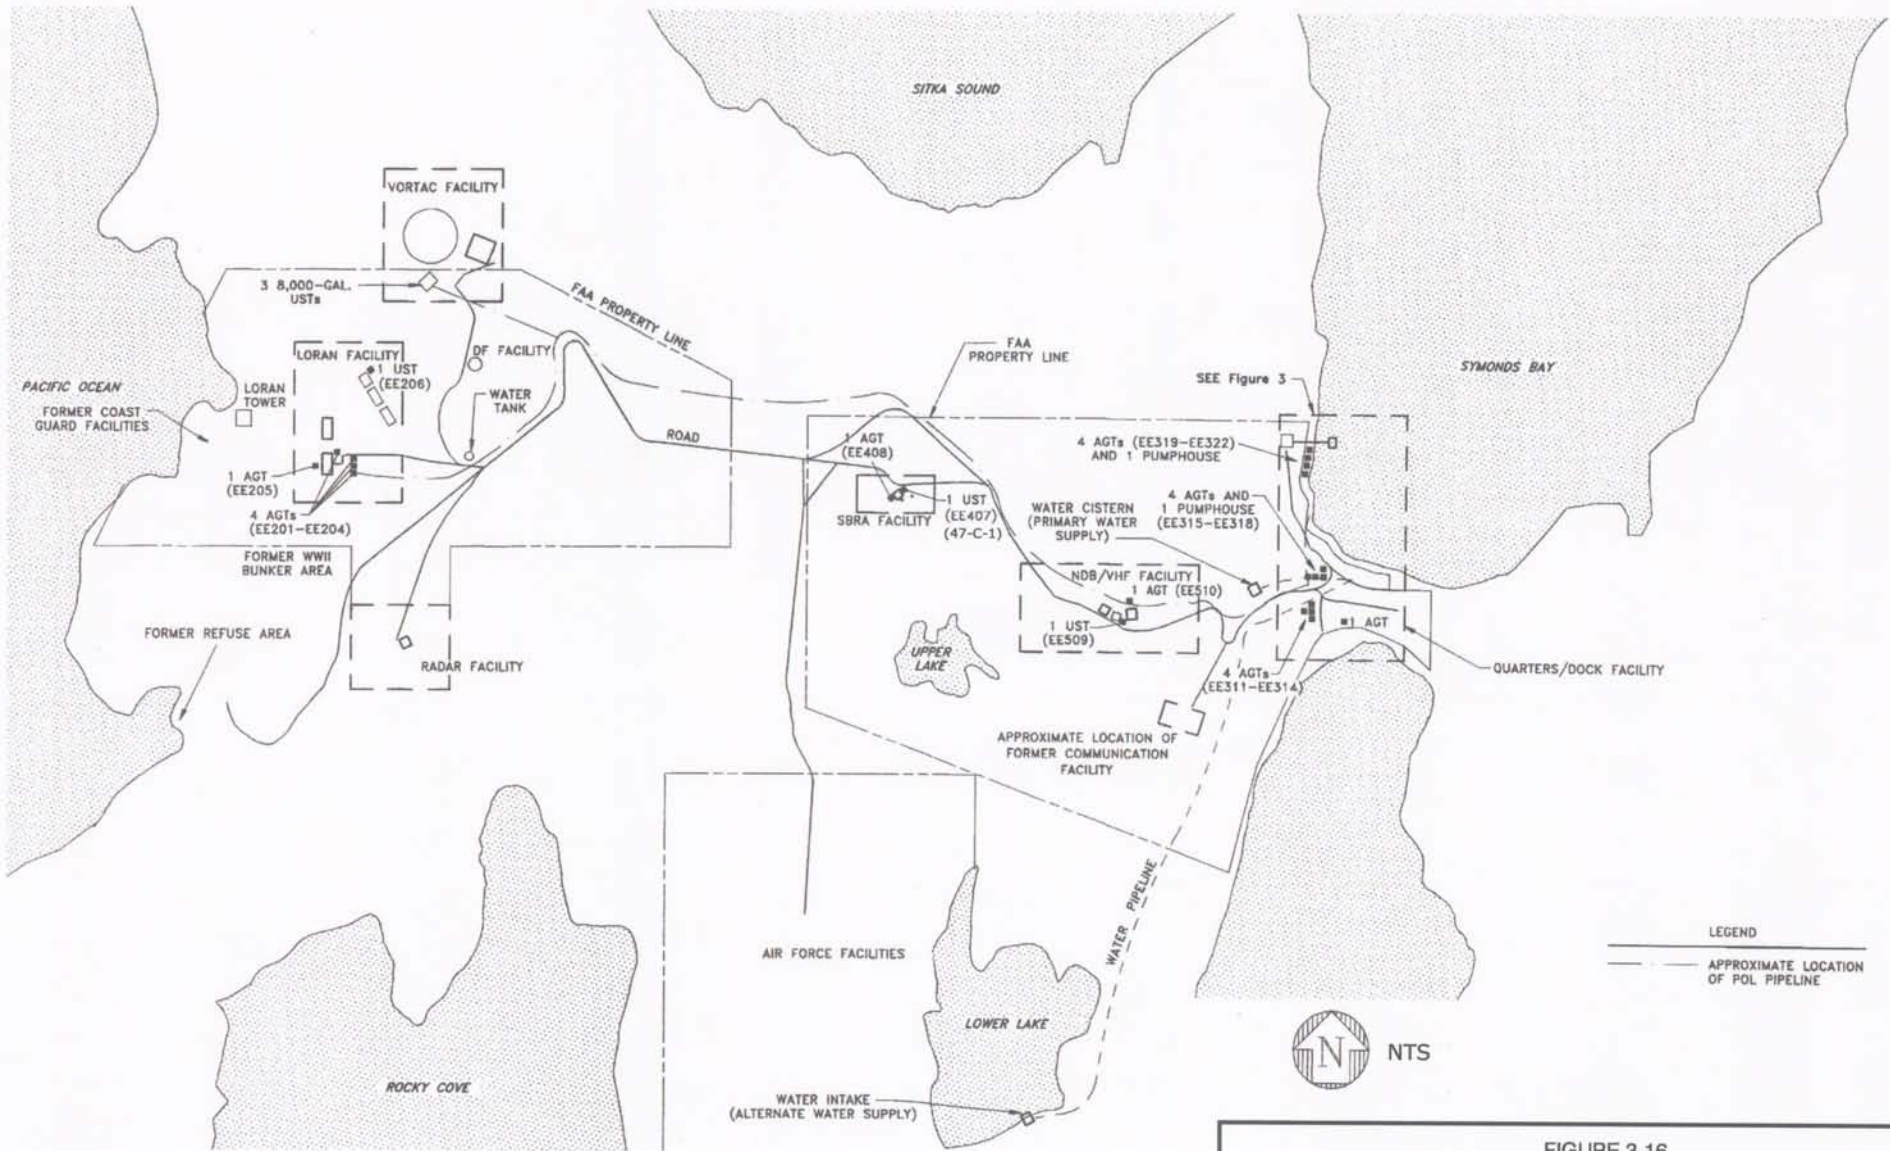 SITKA SOUND
VORTAC FACILITY
3 8,000-GAL.
USTs
FAA PROPERTY LINE
LORAN FACILITY
1 UST
(EE206)
DF FACILITY
FAA
PROPERTY LINE
SYMONDS BAY
SEE Figure 3
PACIFIC OCEAN
LORAN
TOWER
WATER
TANK
FORMER COAST
GUARD FACILITIES
ROAD
1 AGT
(EE408)
4 AGTs (EE319-EE322)
AND 1 PUMPHOUSE
1 AGT
(EE205)
4 AGTs
(EE201-EE204)
1 UST
(EE407)
(47-C-1)
SBRA FACILITY
WATER CISTERN
(PRIMARY WATER
SUPPLY)
4 AGTs AND
1 PUMPHOUSE
(EE315-EE318)
FORMER WWII
BUNKER AREA
NDB/VHF FACILITY
1 AGT (EE510)
1 UST
(EE509)
1 AGT
FORMER REFUSE AREA
RADAR FACILITY
UPPER
LAKE
4 AGTs
(EE311-EE314)
QUARTERS/DOCK FACILITY
APPROXIMATE LOCATION OF
FORMER COMMUNICATION
FACILITY
WATER PIPELINE
AIR FORCE FACILITIES
LEGEND
APPROXIMATE LOCATION
OF POL PIPELINE
LOWER LAKE
N
NTS
ROCKY COVE
WATER INTAKE
(ALTERNATE WATER SUPPLY)
FIGURE 3-16